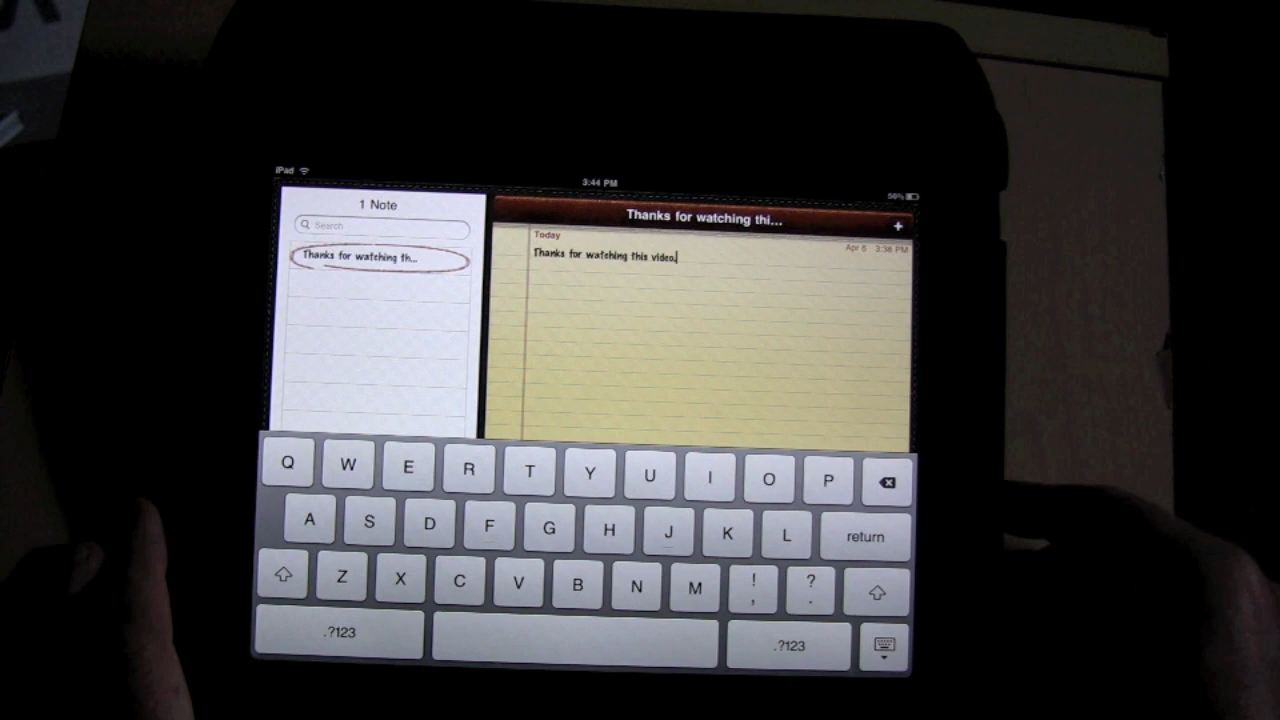 iPad
3:44 PM
50%
1 Note
Search
Thanks for watching th...
Thanks for watching thi...
+
Today
Apr 6 3:36 PM
Thanks for watching this video.
Q W E R T Y U I O P
A S D F G H J K L return
Z X C V B N M ! , ? .
.?123 .?123